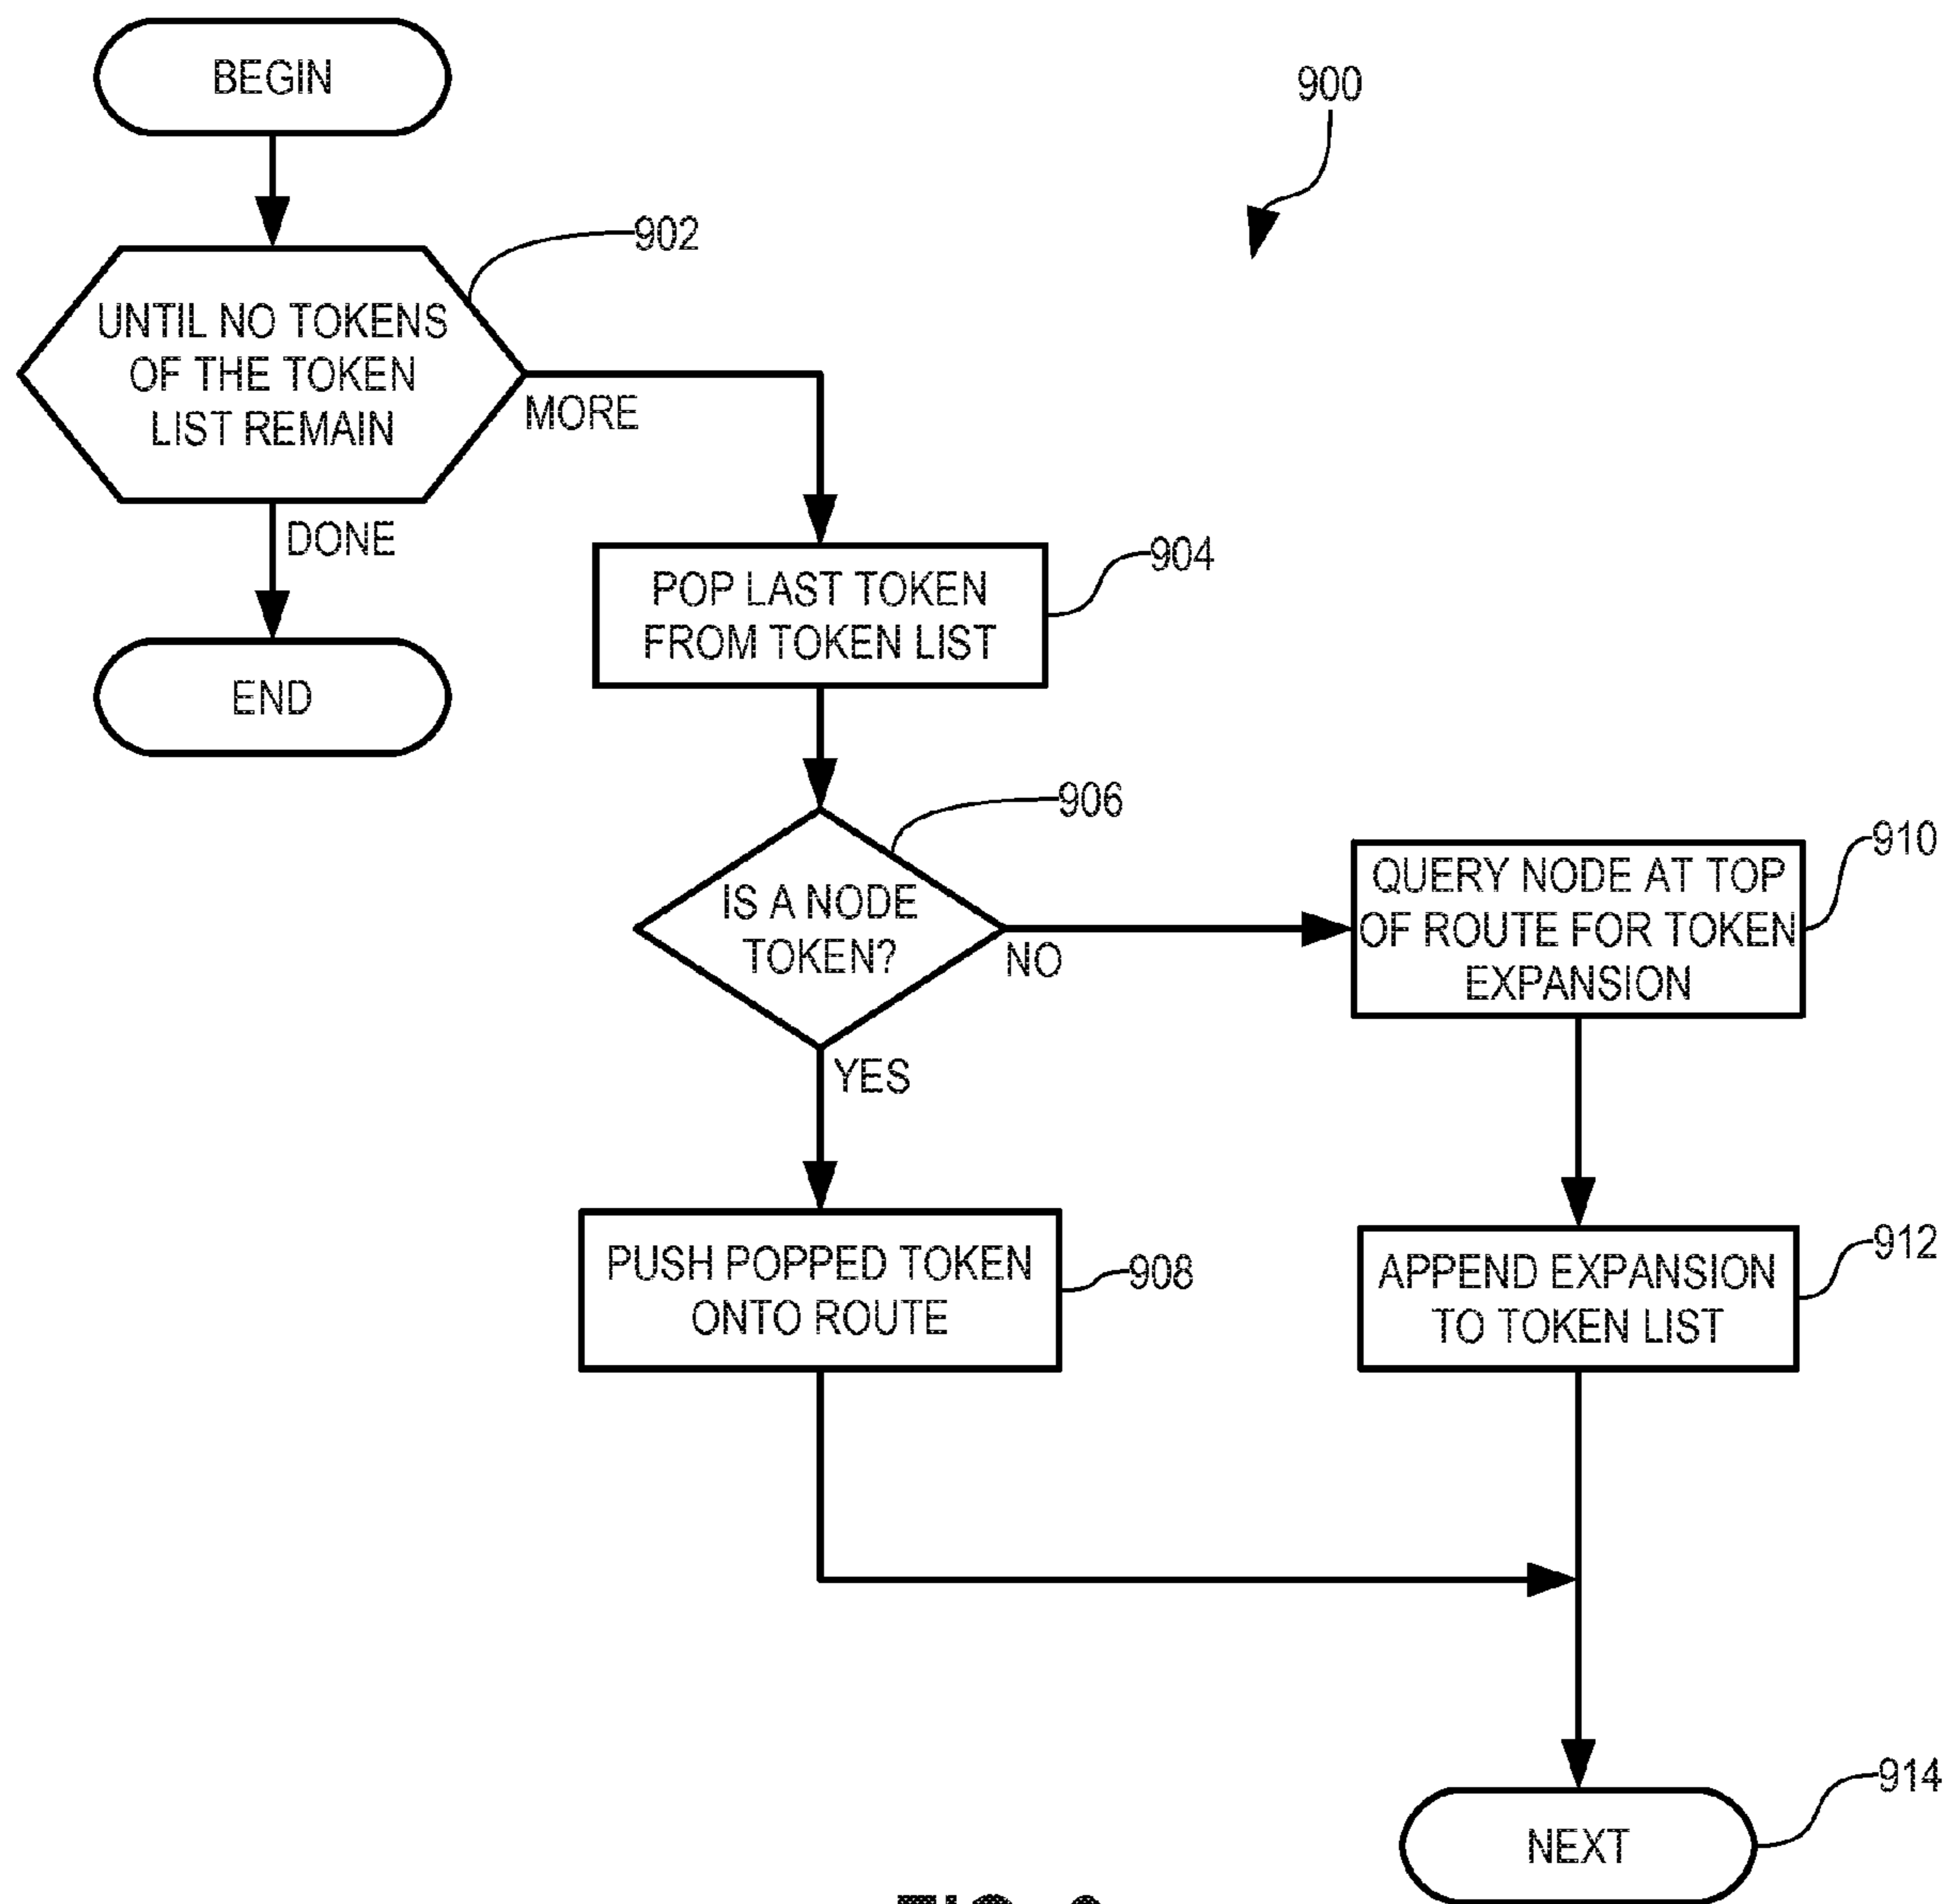 BEGIN
900
902
UNTIL NO TOKENS
OF THE TOKEN
LIST REMAIN
MORE
DONE
904
POP LAST TOKEN
FROM TOKEN LIST
END
906
IS A NODE
TOKEN?
NO
YES
910
QUERY NODE AT TOP
OF ROUTE FOR TOKEN
EXPANSION
908
PUSH POPPED TOKEN
ONTO ROUTE
912
APPEND EXPANSION
TO TOKEN LIST
914
NEXT